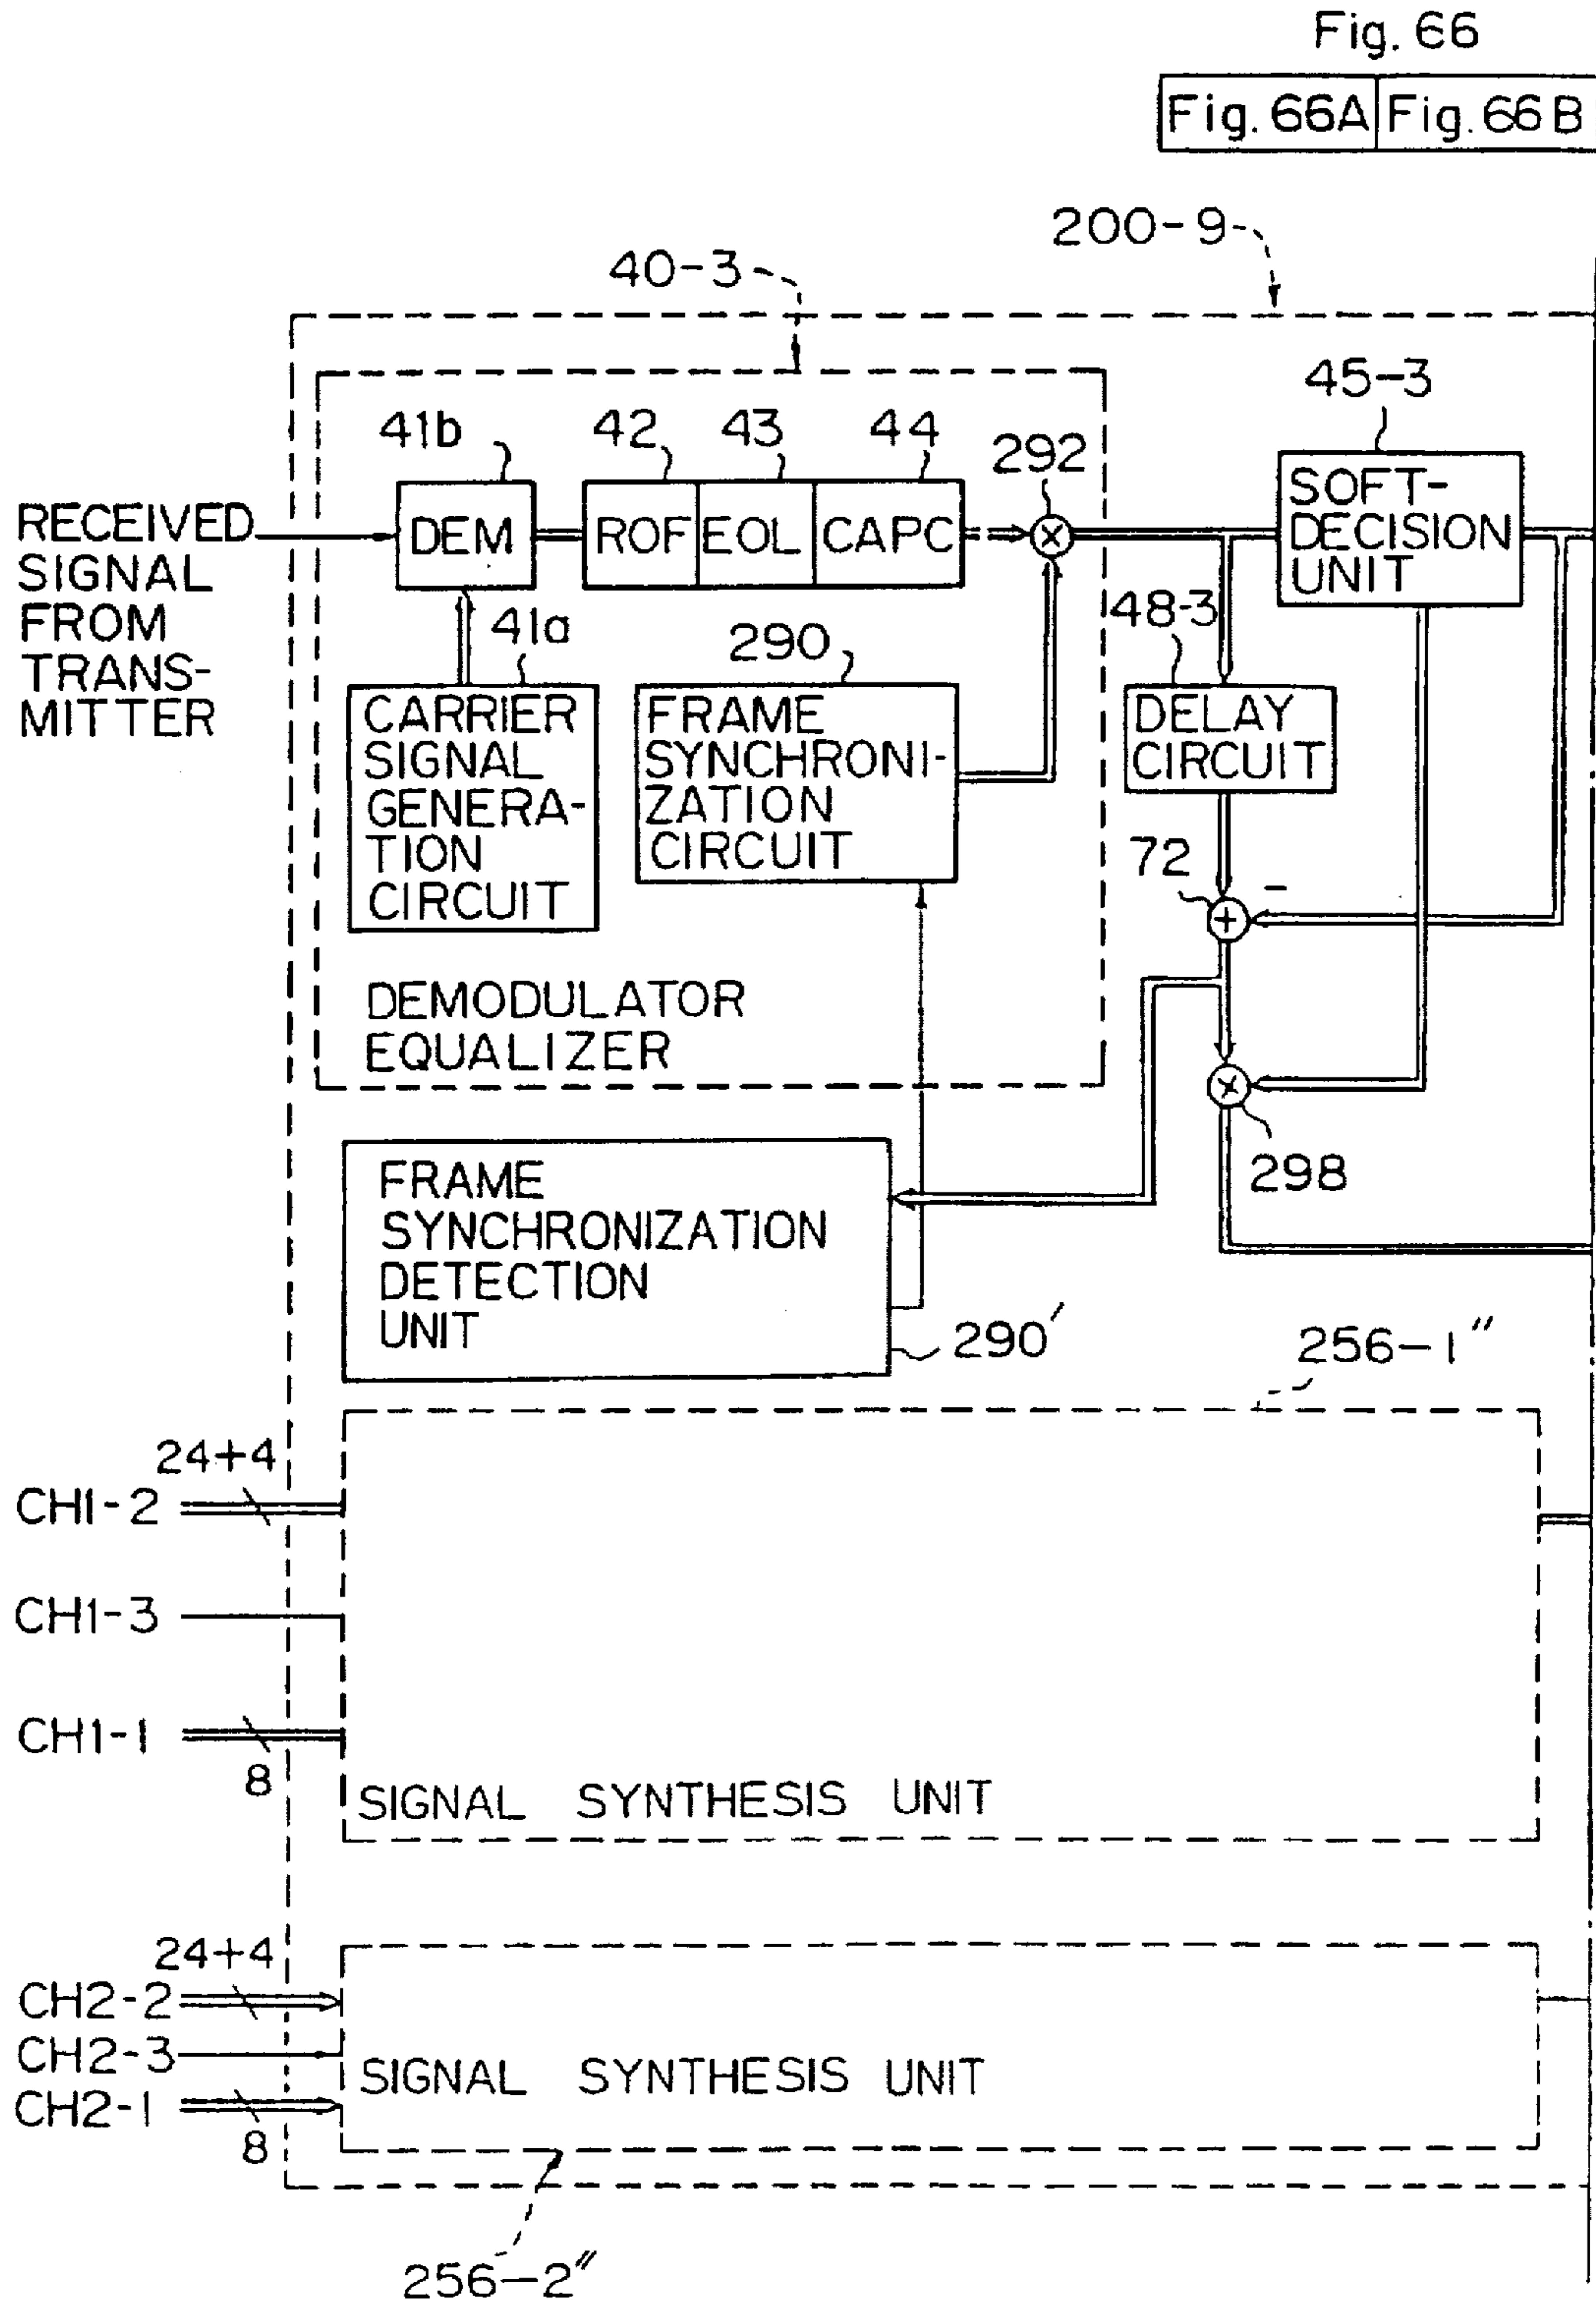 Fig. 66
Fig. 66A Fig. 66B
200-9
40-3
45-3
41b 42 43 44 292
RECEIVED
SIGNAL
FROM
TRANS-
MITTER
DEM
ROF EOL CAPC
×
SOFT-
DECISION
UNIT
41a
290
48-3
CARRIER
SIGNAL
GENERA-
TION
CIRCUIT
FRAME
SYNCHRONI-
ZATION
CIRCUIT
DELAY
CIRCUIT
72
-
+
DEMODULATOR
EQUALIZER
×
298
FRAME
SYNCHRONIZATION
DETECTION
UNIT
290'
256-1"
24+4
CH1-2
CH1-3
CH1-1
8
SIGNAL SYNTHESIS UNIT
24+4
CH2-2
CH2-3
CH2-1
8
SIGNAL SYNTHESIS UNIT
256-2"